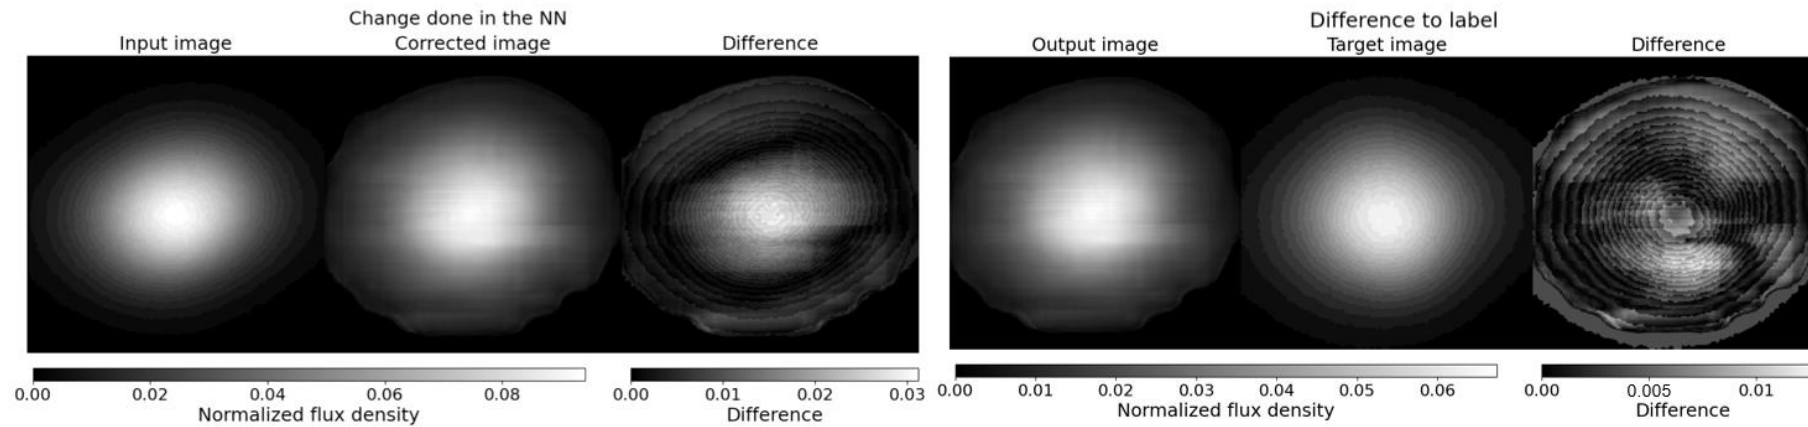 Change done in the NN
Input image Corrected image Difference
0.00 0.02 0.04 0.06 0.08
Normalized flux density
0.00 0.01 0.02 0.03
Difference
Difference to label
Output image Target image Difference
0.00 0.01 0.02 0.03 0.04 0.05 0.06
Normalized flux density
0.00 0.005 0.01
Difference